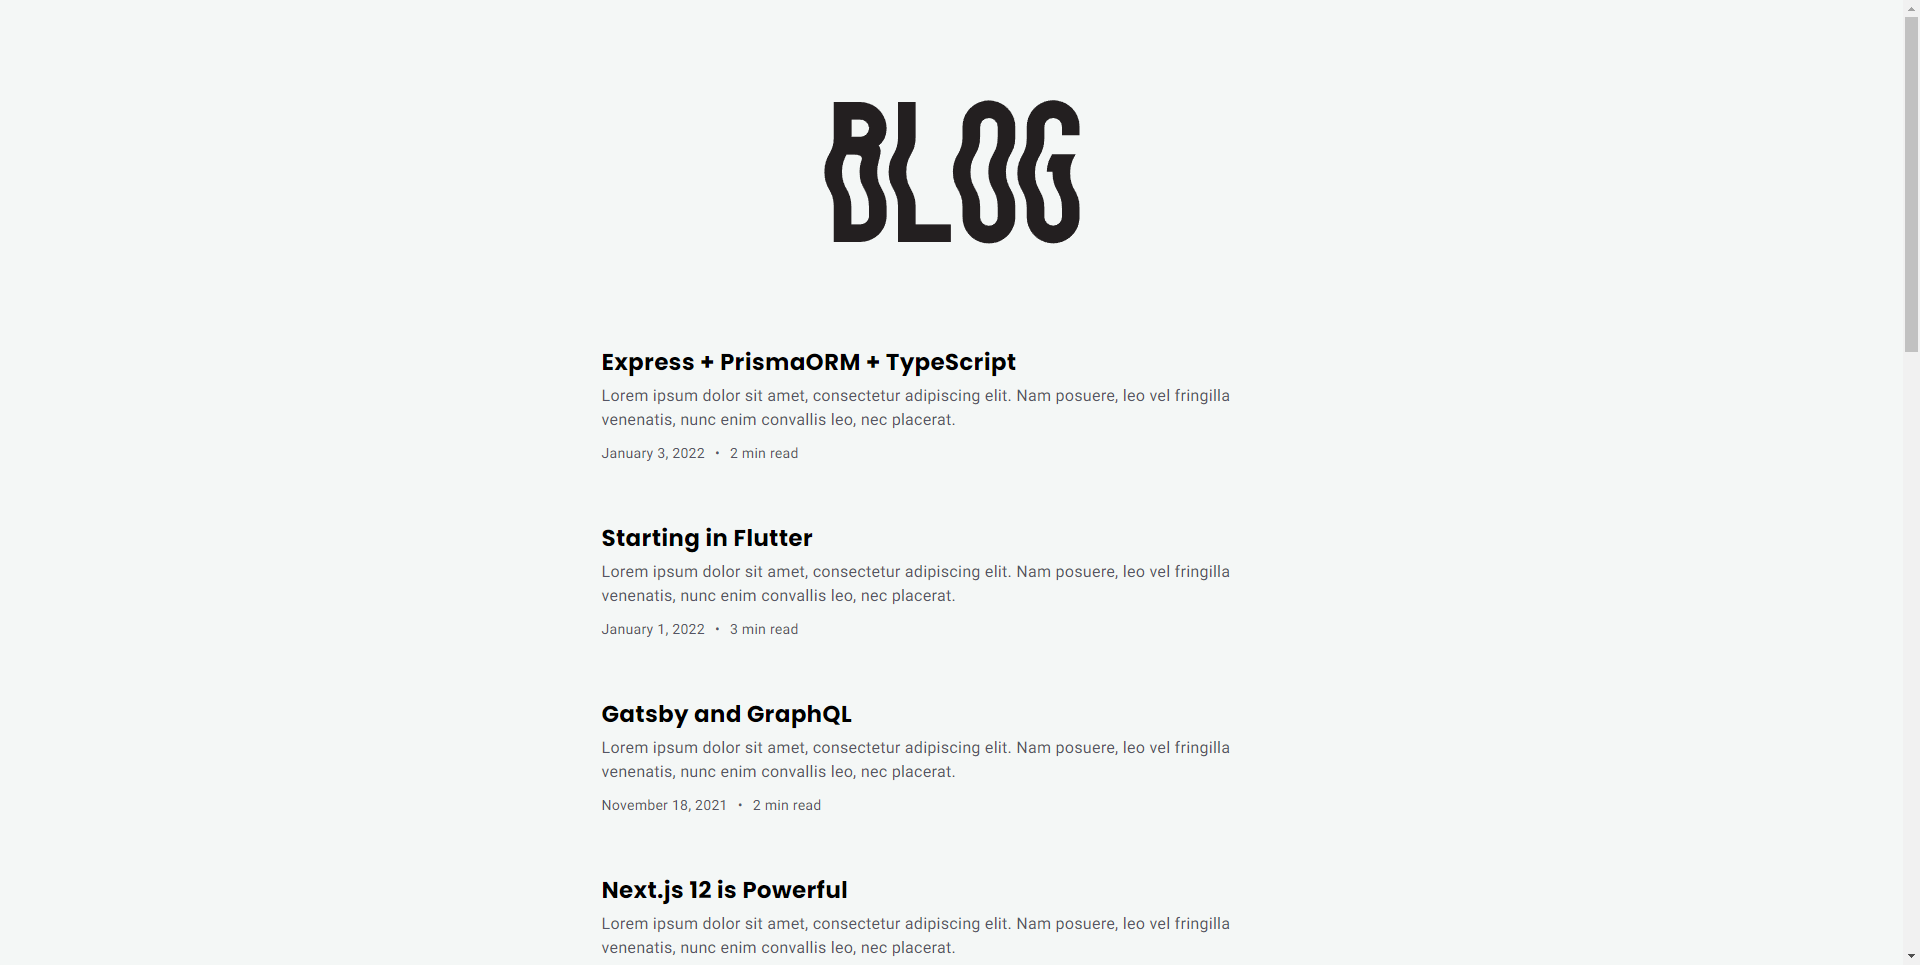 BLOG
Express + PrismaORM + TypeScript
Lorem ipsum dolor sit amet, consectetur adipiscing elit. Nam posuere, leo vel fringilla
venenatis, nunc enim convallis leo, nec placerat.
January 3, 2022 • 2 min read
Starting in Flutter
Lorem ipsum dolor sit amet, consectetur adipiscing elit. Nam posuere, leo vel fringilla
venenatis, nunc enim convallis leo, nec placerat.
January 1, 2022 • 3 min read
Gatsby and GraphQL
Lorem ipsum dolor sit amet, consectetur adipiscing elit. Nam posuere, leo vel fringilla
venenatis, nunc enim convallis leo, nec placerat.
November 18, 2021 • 2 min read
Next.js 12 is Powerful
Lorem ipsum dolor sit amet, consectetur adipiscing elit. Nam posuere, leo vel fringilla
venenatis, nunc enim convallis leo, nec placerat.